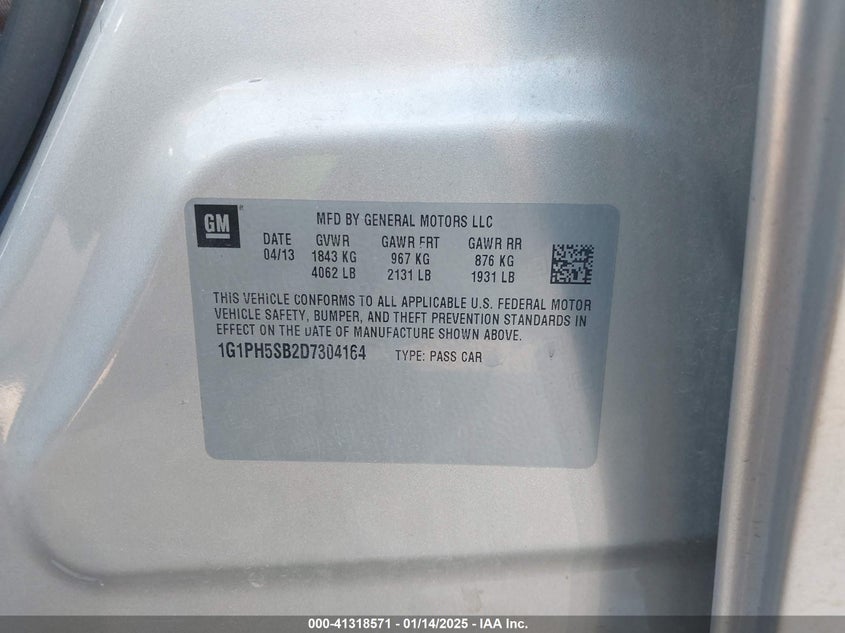 GM
MFD BY GENERAL MOTORS LLC
DATE GVWR GAWR FRT GAWR RR
04/13 1843 KG 967 KG 876 KG
4062 LB 2131 LB 1931 LB
THIS VEHICLE CONFORMS TO ALL APPLICABLE U.S. FEDERAL MOTOR
VEHICLE SAFETY, BUMPER, AND THEFT PREVENTION STANDARDS IN
EFFECT ON THE DATE OF MANUFACTURE SHOWN ABOVE.
1G1PH5SB2D7304164 TYPE: PASS CAR
000-41318571 - 01/14/2025 - IAA Inc.